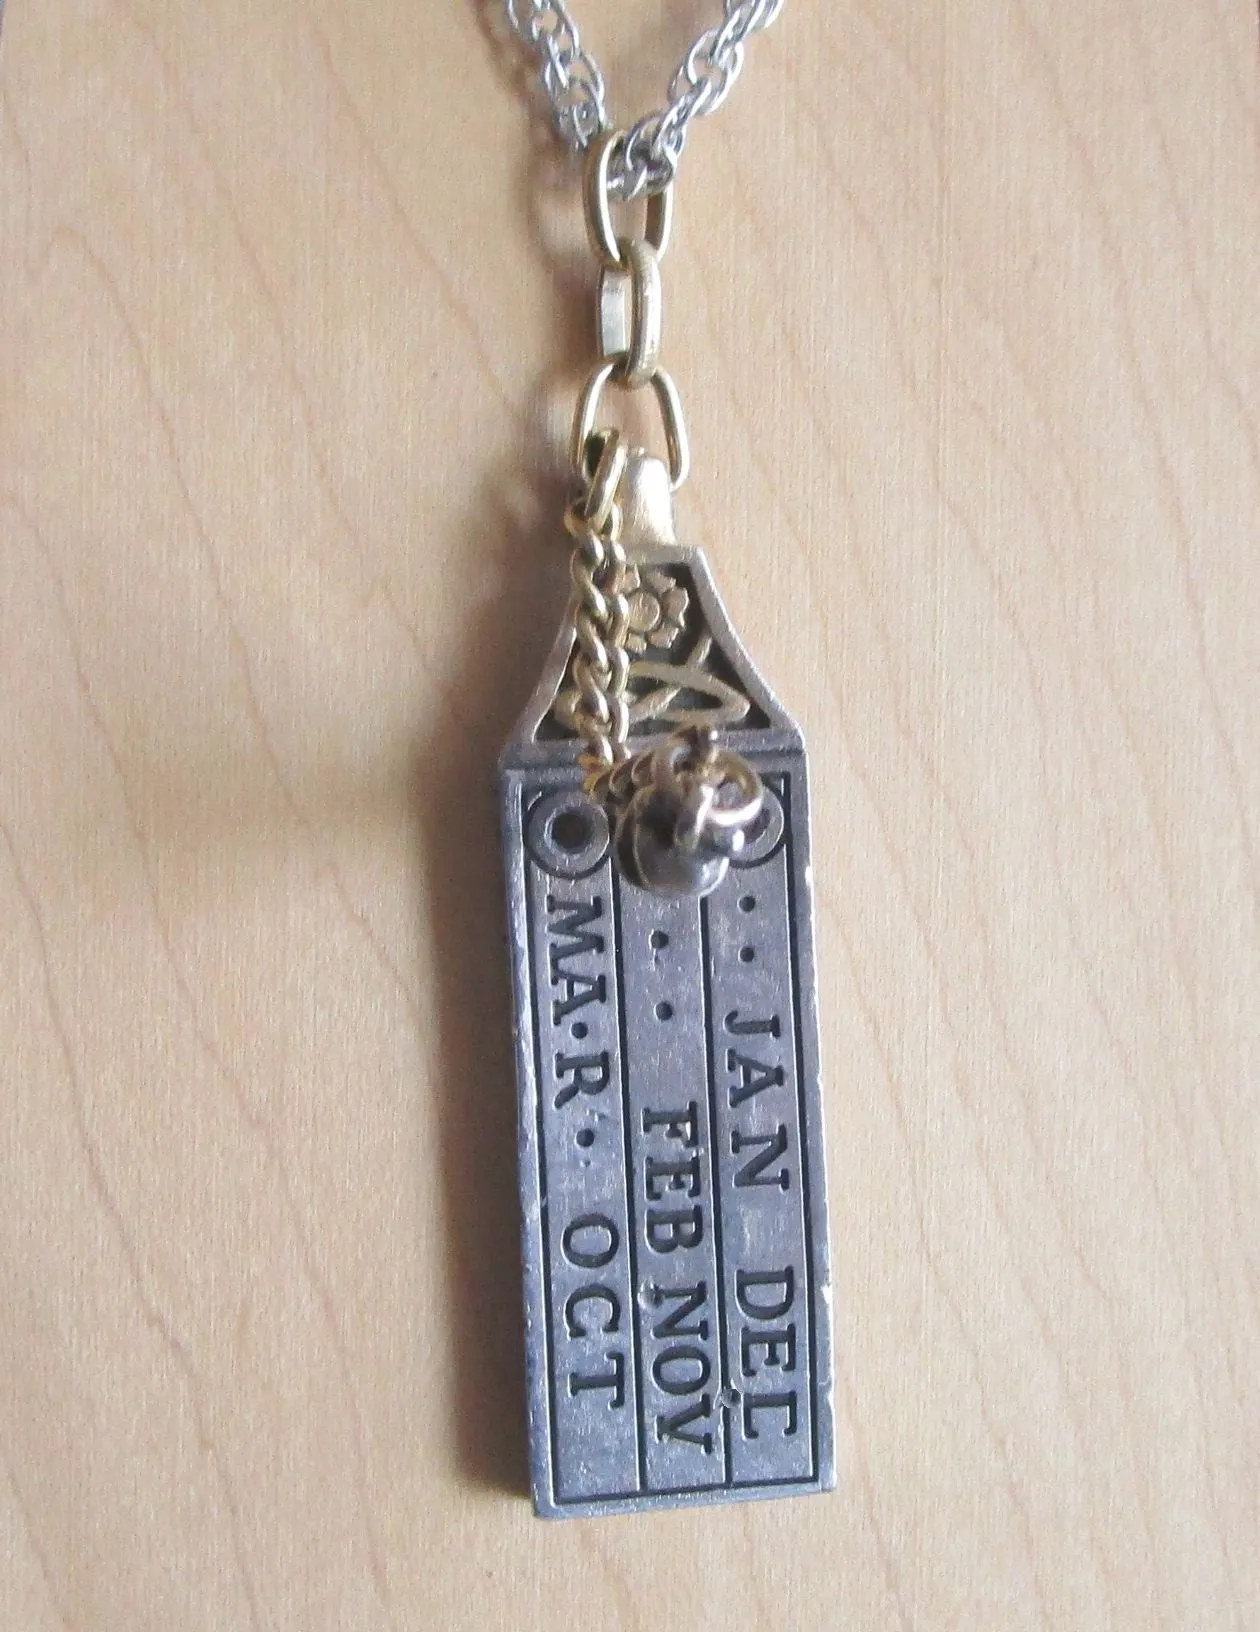 . . JAN DEC
. . FEB NOV
MA·R· OCT